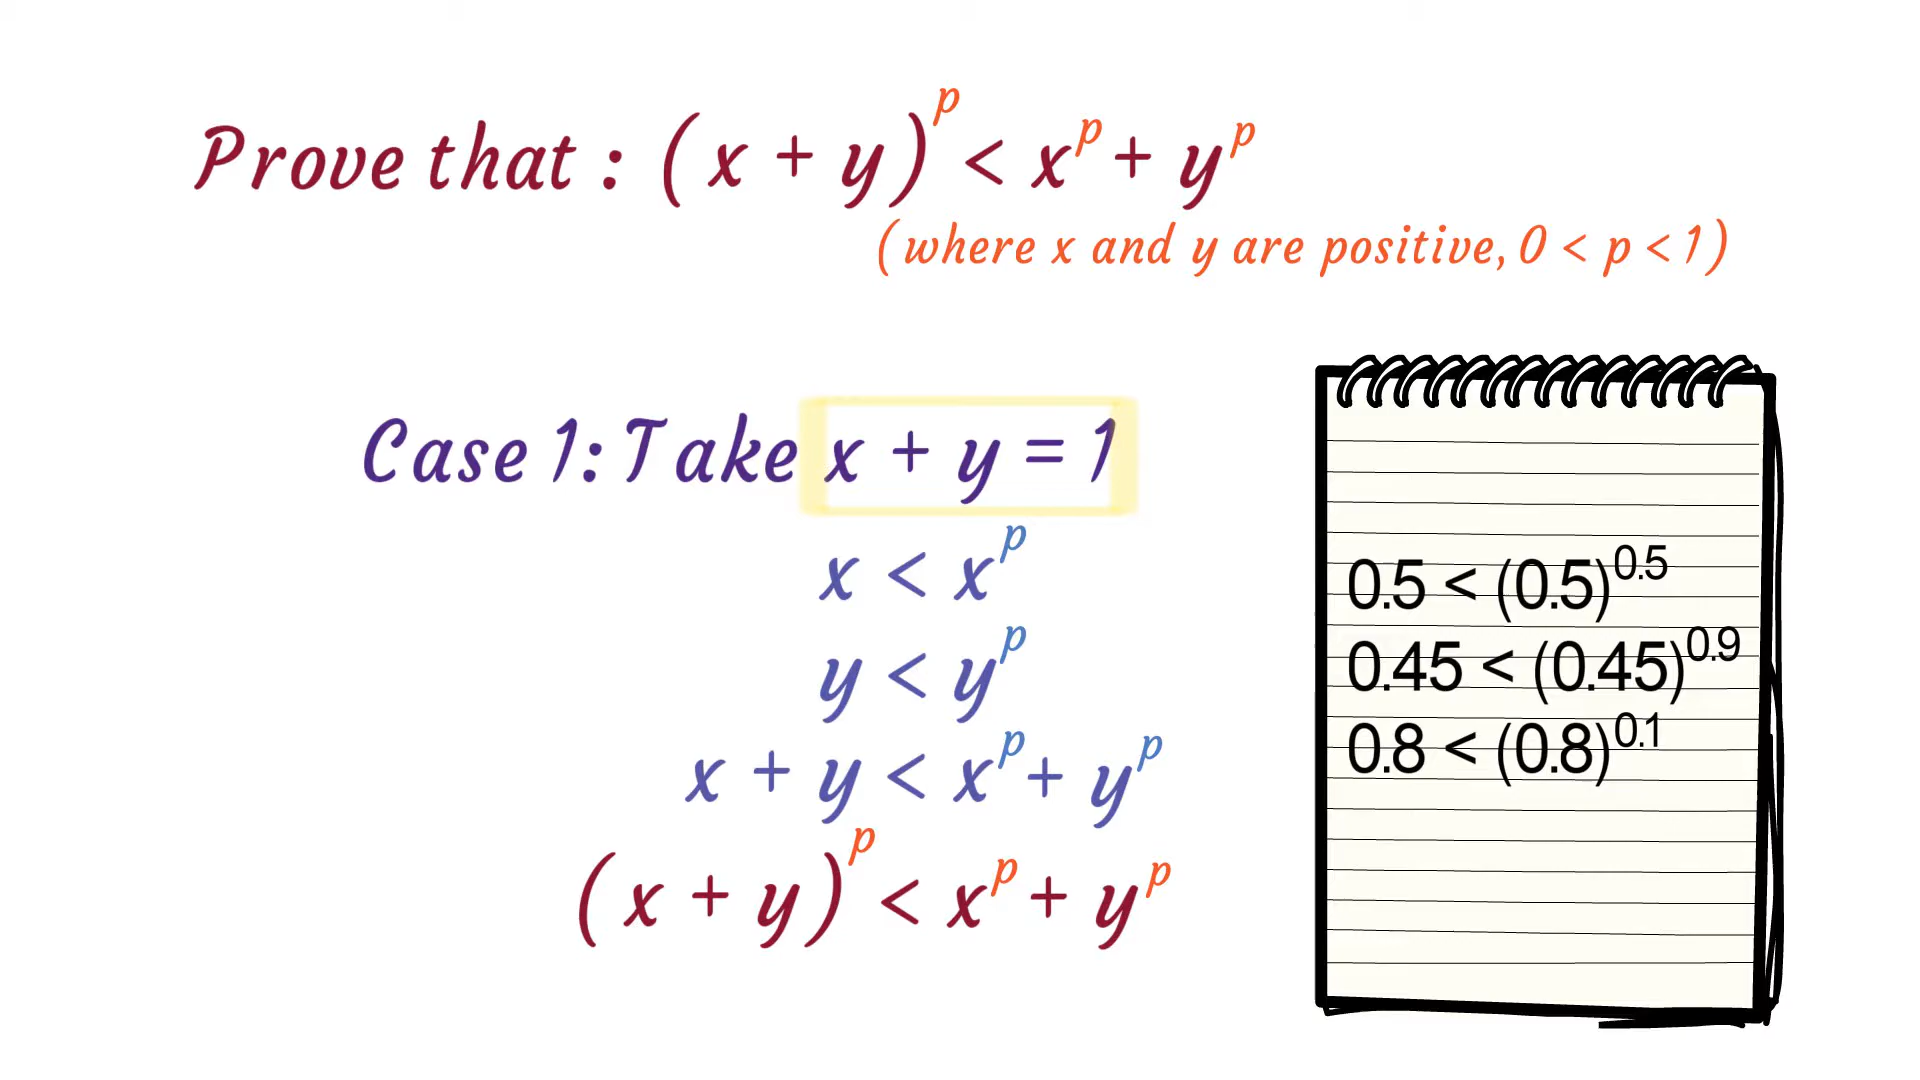 Prove that : (x + y)^p < x^p + y^p
(where x and y are positive, 0 < p < 1)
Case 1: Take x + y = 1
x < x^p
y < y^p
x + y < x^p + y^p
(x + y)^p < x^p + y^p
0.5 < (0.5)^0.5
0.45 < (0.45)^0.9
0.8 < (0.8)^0.1